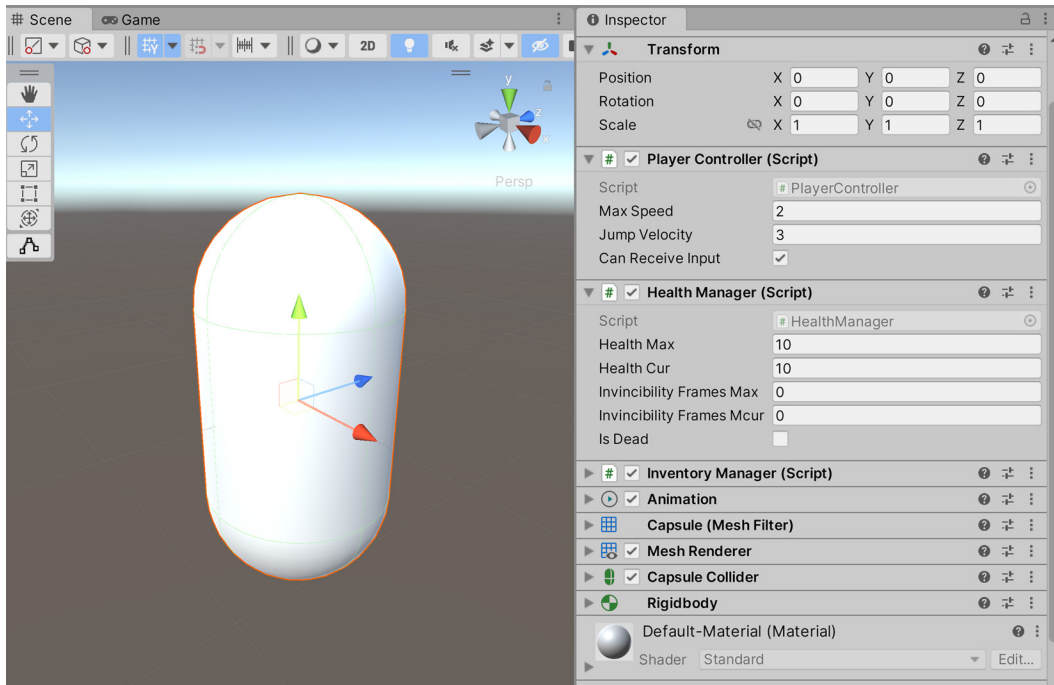 Scene Game
2D
y
z
x
Persp
Inspector
Transform
Position X 0 Y 0 Z 0
Rotation X 0 Y 0 Z 0
Scale X 1 Y 1 Z 1
# Player Controller (Script)
Script # PlayerController
Max Speed 2
Jump Velocity 3
Can Receive Input
# Health Manager (Script)
Script # HealthManager
Health Max 10
Health Cur 10
Invincibility Frames Max 0
Invincibility Frames Mcur 0
Is Dead
# Inventory Manager (Script)
Animation
Capsule (Mesh Filter)
Mesh Renderer
Capsule Collider
Rigidbody
Default-Material (Material)
Shader Standard Edit...